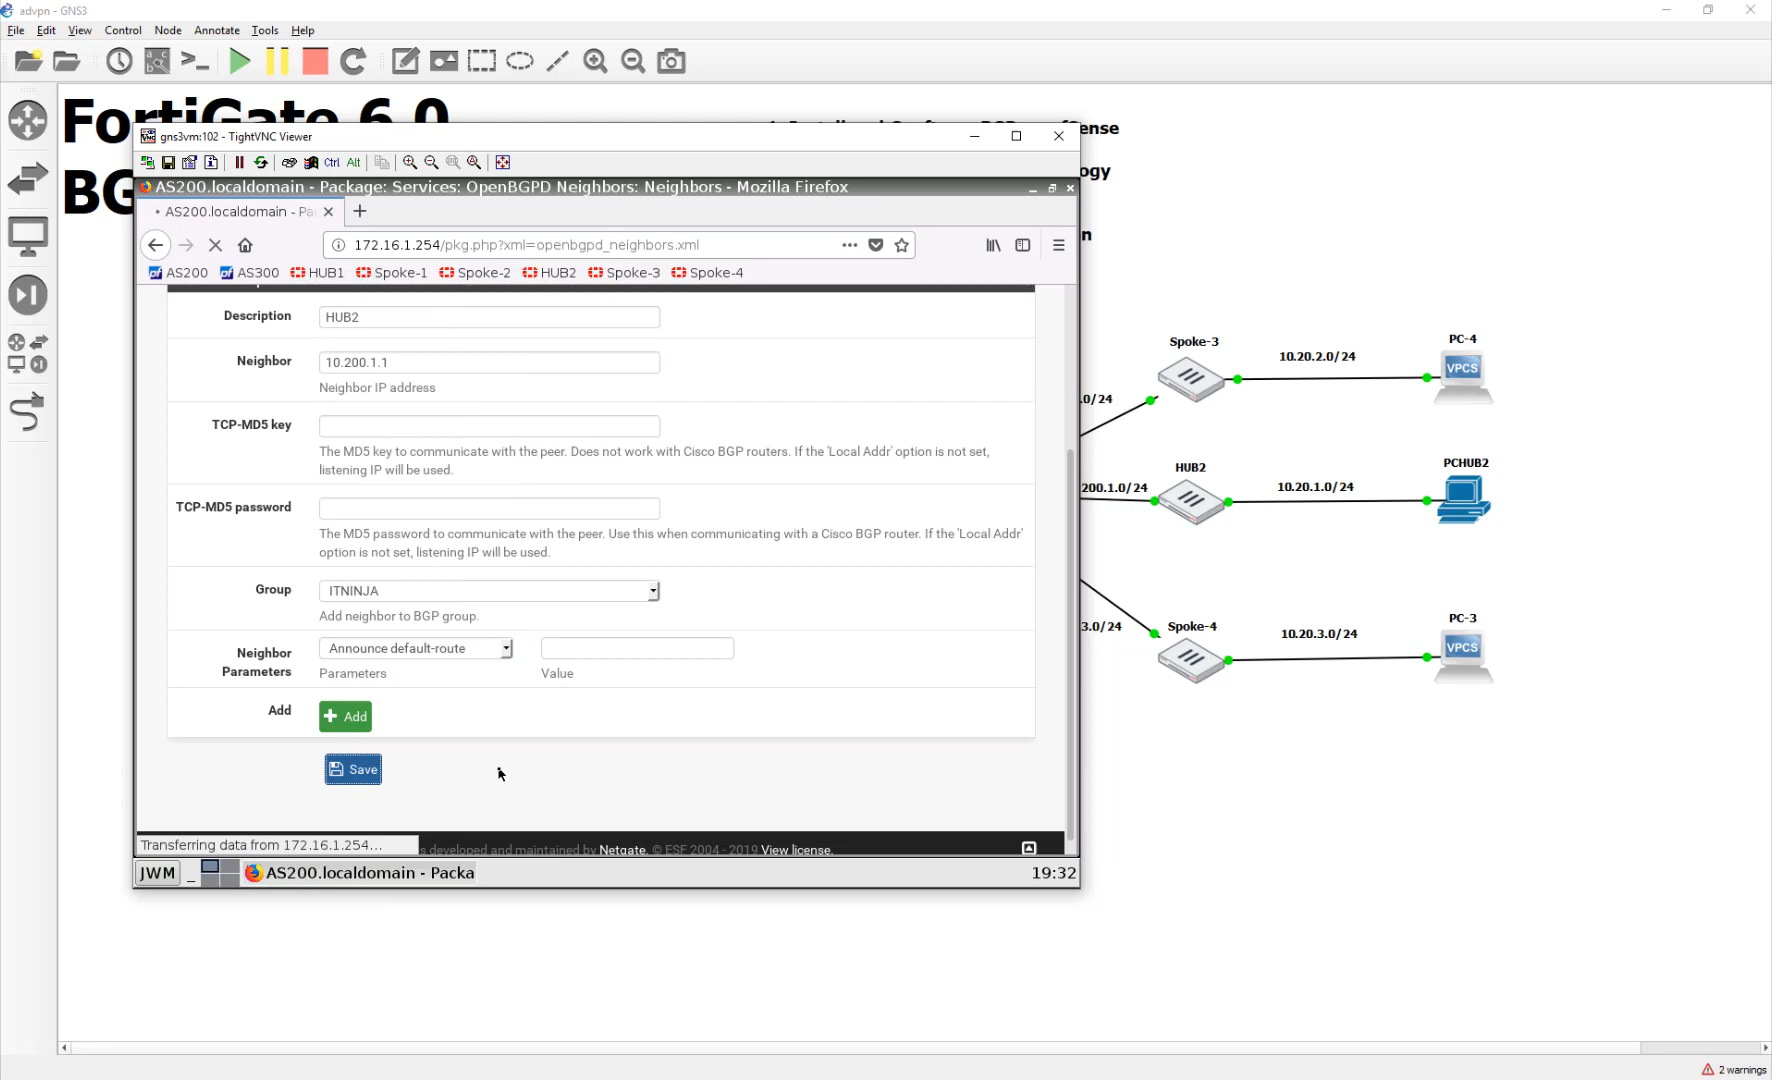 advpn - GNS3
File Edit View Control Node Annotate Tools Help
FortiGate 6.0
gns3vm:102 - TightVNC Viewer
Ctrl Alt
AS200.localdomain - Package: Services: OpenBGPD Neighbors: Neighbors - Mozilla Firefox
AS200.localdomain - Pa
172.16.1.254/pkg.php?xml=openbgpd_neighbors.xml
AS200 AS300 HUB1 Spoke-1 Spoke-2 HUB2 Spoke-3 Spoke-4
Description HUB2
Neighbor 10.200.1.1
Neighbor IP address
TCP-MD5 key
The MD5 key to communicate with the peer. Does not work with Cisco BGP routers. If the 'Local Addr' option is not set,
listening IP will be used.
TCP-MD5 password
The MD5 password to communicate with the peer. Use this when communicating with a Cisco BGP router. If the 'Local Addr'
option is not set, listening IP will be used.
Group ITNINJA
Add neighbor to BGP group.
Neighbor Parameters Announce default-route
Parameters Value
Add + Add
Save
Transferring data from 172.16.1.254...
s developed and maintained by Netgate. © ESF 2004 - 2019 View license.
JWM AS200.localdomain - Packa 19:32
BG
ense
ogy
n
Spoke-3
10.20.2.0/24
PC-4
VPCS
.0/24
HUB2
10.20.1.0/24
PCHUB2
200.1.0/24
Spoke-4
10.20.3.0/24
PC-3
VPCS
3.0/24
2 warnings